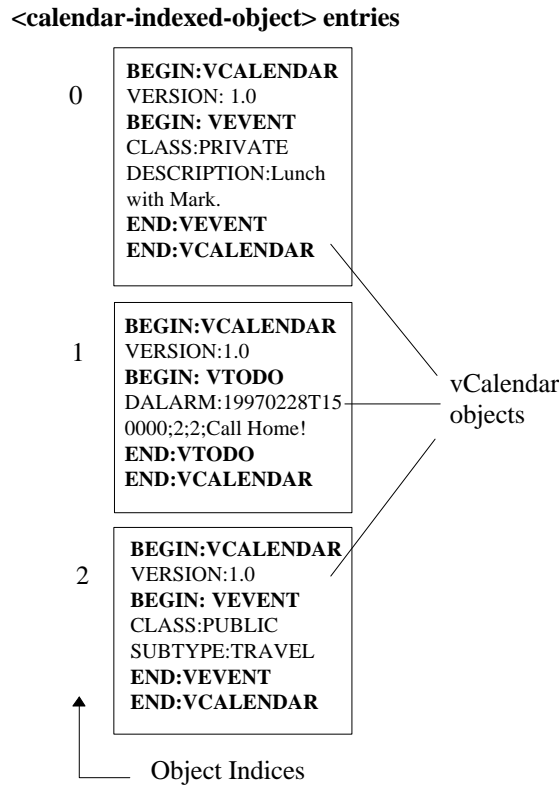 <calendar-indexed-object> entries
0
BEGIN:VCALENDAR
VERSION: 1.0
BEGIN: VEVENT
CLASS:PRIVATE
DESCRIPTION:Lunch
with Mark.
END:VEVENT
END:VCALENDAR
1
BEGIN:VCALENDAR
VERSION:1.0
BEGIN: VTODO
DALARM:19970228T15
0000;2;2;Call Home!
END:VTODO
END:VCALENDAR
vCalendar
objects
2
BEGIN:VCALENDAR
VERSION:1.0
BEGIN: VEVENT
CLASS:PUBLIC
SUBTYPE:TRAVEL
END:VEVENT
END:VCALENDAR
Object Indices